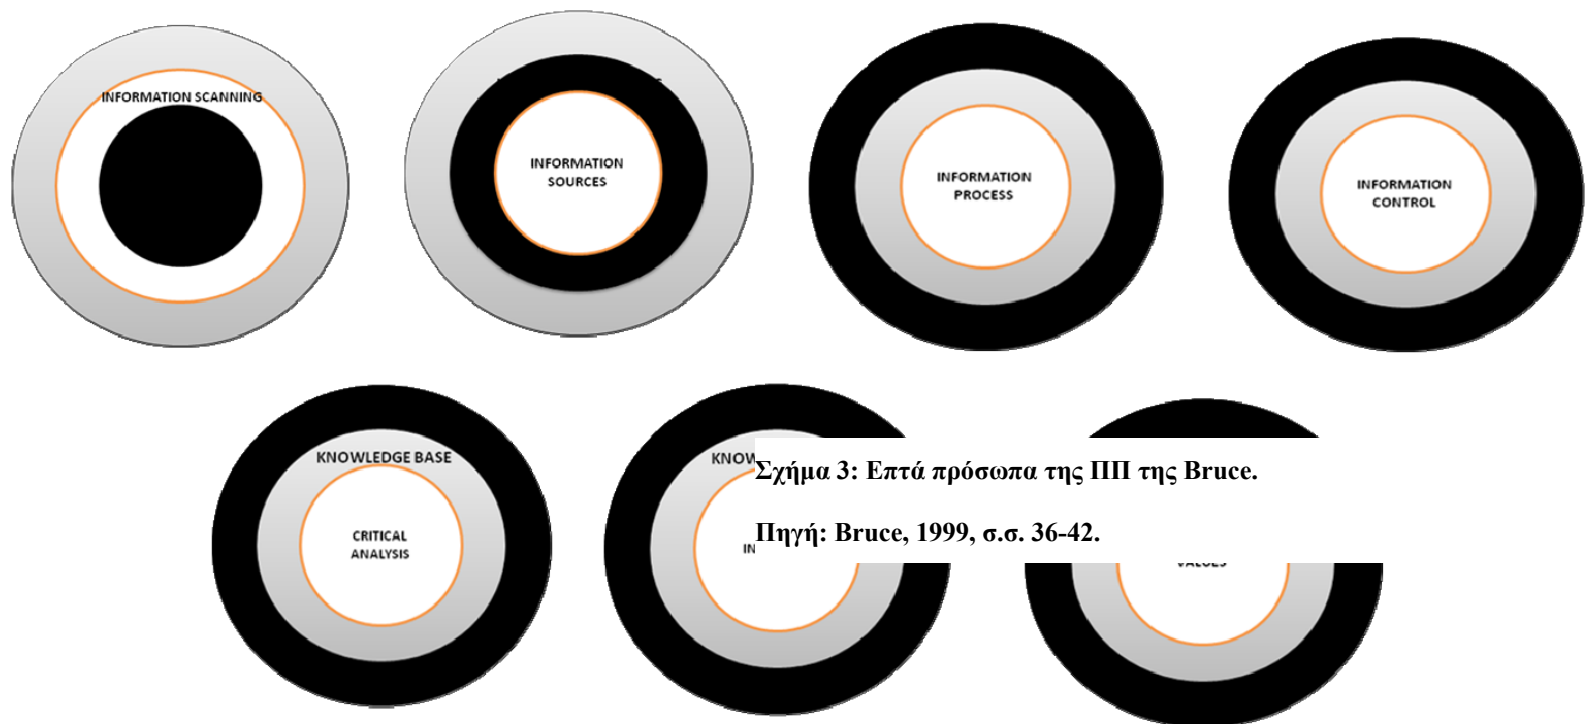 INFORMATION SCANNING
INFORMATION
SOURCES
INFORMATION
PROCESS
INFORMATION
CONTROL
KNOWLEDGE BASE
CRITICAL
ANALYSIS
Σχήμα 3: Επτά πρόσωπα της ΠΠ της Bruce.
Πηγή: Bruce, 1999, σ.σ. 36-42.
VALUES